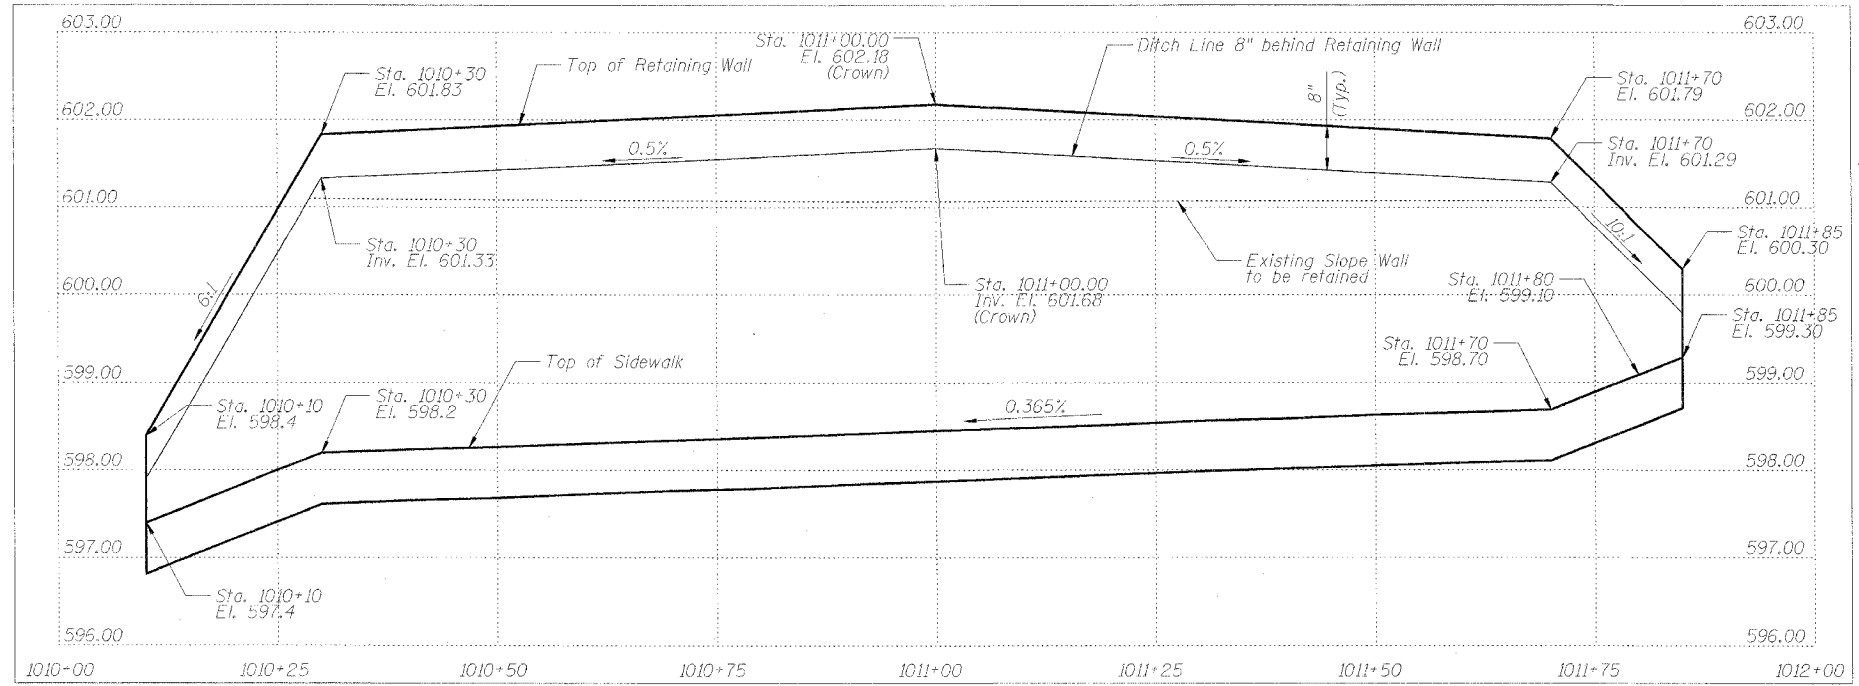 603.00
603.00
Sta. 1011+00.00
El. 602.18
(Crown)
Ditch Line 8" behind Retaining Wall
Sta. 1010+30
El. 601.83
Top of Retaining Wall
8"
(Typ.)
Sta. 1011+70
El. 601.79
602.00
602.00
0.5%
0.5%
Sta. 1011+70
Inv. El. 601.29
601.00
601.00
10:1
Sta. 1011+85
El. 600.30
Sta. 1010+30
Inv. El. 601.33
Existing Slope Wall
to be retained
Sta. 1011+00.00
Inv. El. 601.68
(Crown)
Sta. 1011+80
El. 599.10
6:1
600.00
600.00
Sta. 1011+85
El. 599.30
Sta. 1011+70
El. 598.70
Top of Sidewalk
599.00
599.00
Sta. 1010+10
El. 598.4
Sta. 1010+30
El. 598.2
0.365%
598.00
598.00
597.00
597.00
Sta. 1010+10
El. 597.4
596.00
596.00
1010+00
1010+25
1010+50
1010+75
1011+00
1011+25
1011+50
1011+75
1012+00